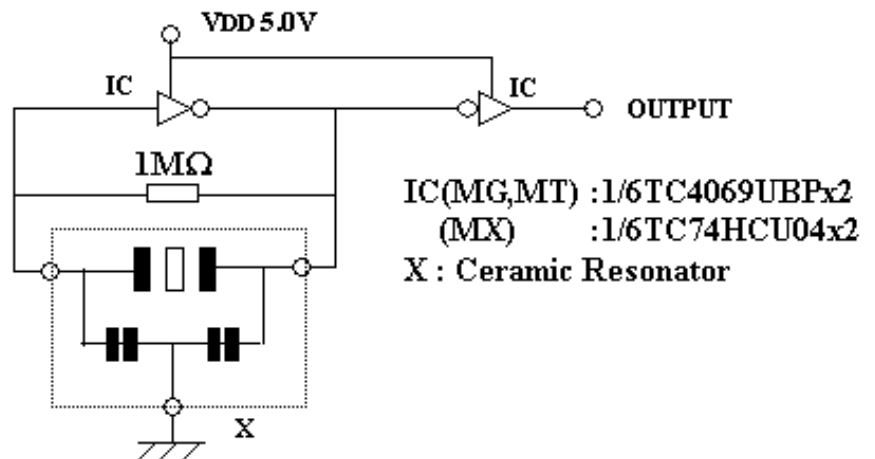 VDD 5.0V
IC
IC
OUTPUT
1MΩ
IC(MG,MT) :1/6TC4069UBPx2
(MX) :1/6TC74HCU04x2
X : Ceramic Resonator
X